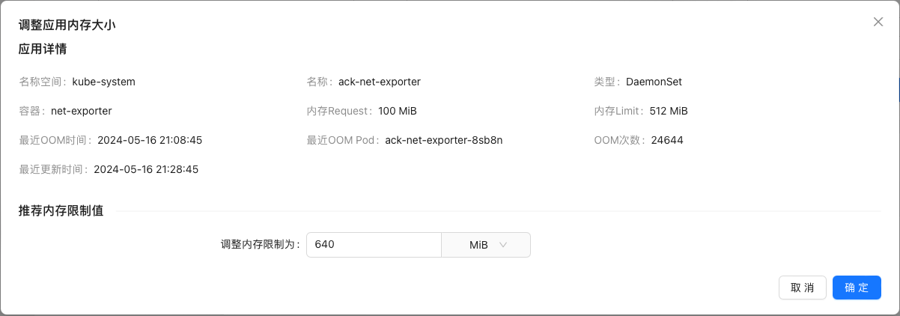 调整应用内存大小
应用详情
名称空间： kube-system 名称： ack-net-exporter 类型： DaemonSet
容器： net-exporter 内存Request： 100 MiB 内存Limit： 512 MiB
最近OOM时间： 2024-05-16 21:08:45 最近OOM Pod： ack-net-exporter-8sb8n OOM次数： 24644
最近更新时间： 2024-05-16 21:28:45
推荐内存限制值
调整内存限制为： 640 MiB
取 消 确 定